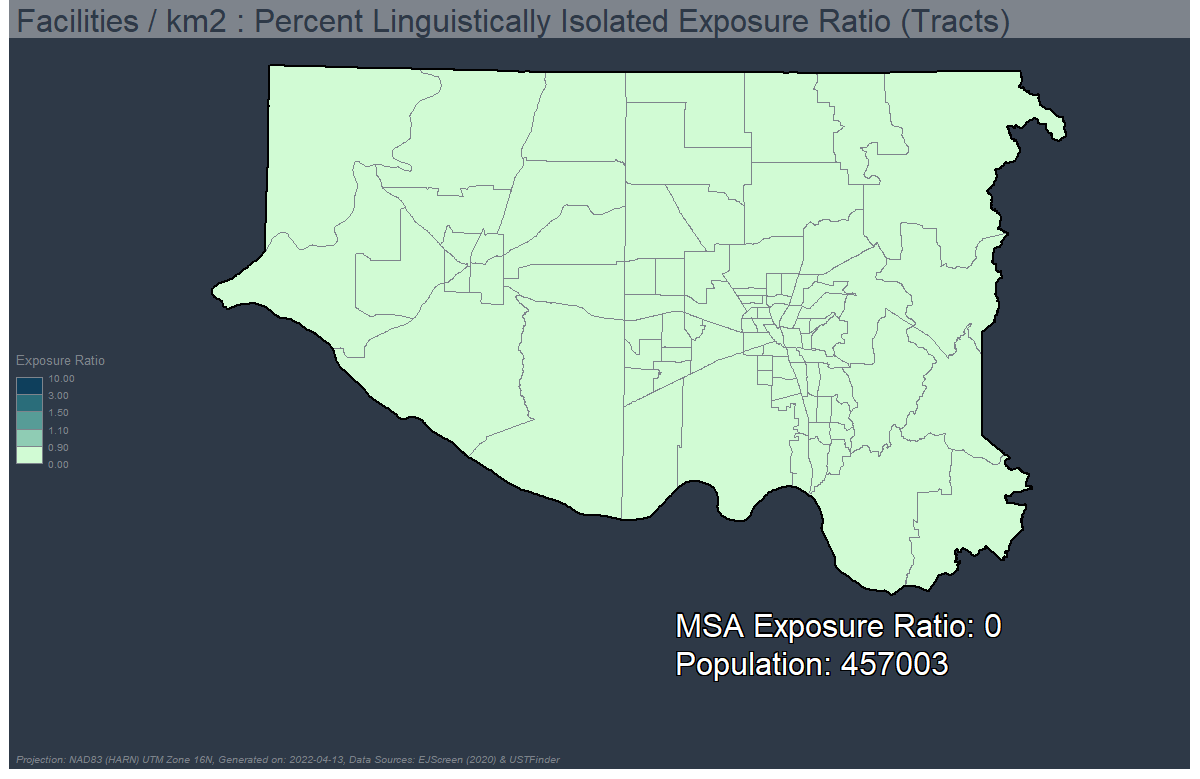 Facilities / km2 : Percent Linguistically Isolated Exposure Ratio (Tracts)
Exposure Ratio
10.00
3.00
1.50
1.10
0.90
0.00
MSA Exposure Ratio: 0
Population: 457003
Projection: NAD83 (HARN) UTM Zone 16N, Generated on: 2022-04-13, Data Sources: EJScreen (2020) & USTFinder